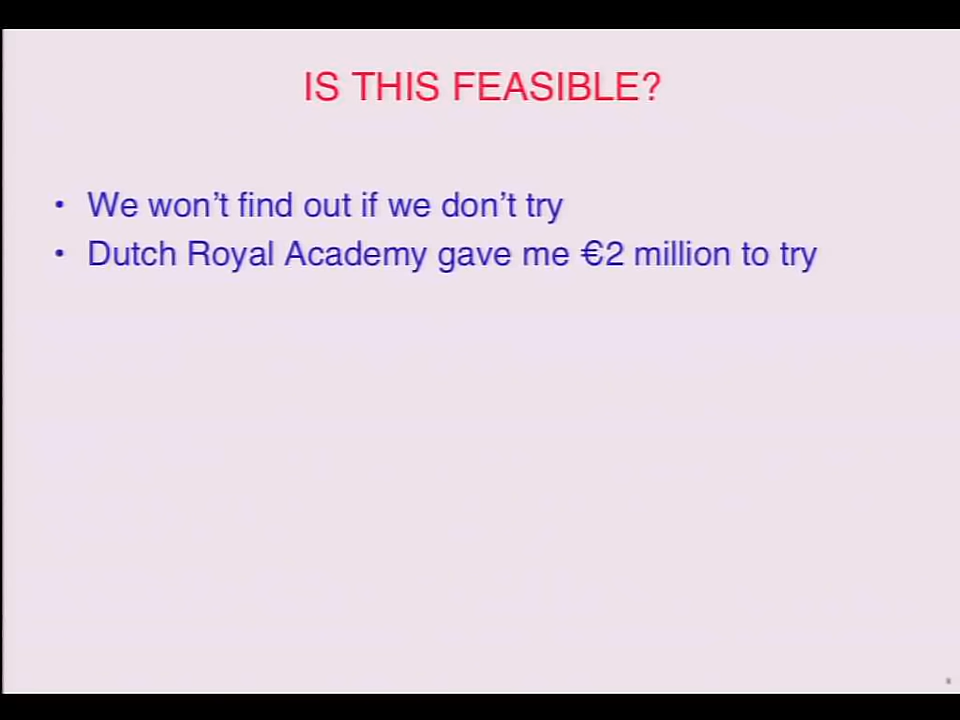 IS THIS FEASIBLE?
• We won't find out if we don't try
• Dutch Royal Academy gave me €2 million to try